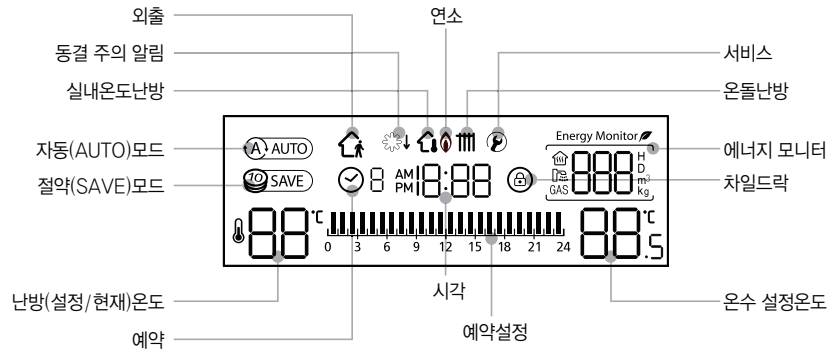 외출
연소
동결 주의 알림
서비스
실내온도난방
온돌난방
자동(AUTO)모드
A AUTO
Energy Monitor
에너지 모니터
절약(SAVE)모드
10 SAVE
8 AM PM 18:88
GAS 888 H D m³ kg
차일드락
88 °C
0 3 6 9 12 15 18 21 24
88.5 °C
난방(설정/현재)온도
시각
온수 설정온도
예약
예약설정